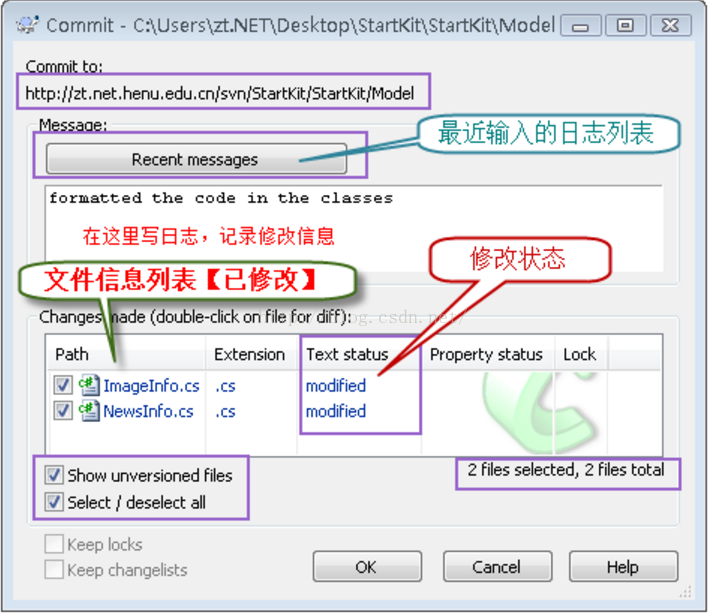 Commit - C:\Users\zt.NET\Desktop\StartKit\StartKit\Model
Commit to:
http://zt.net.henu.edu.cn/svn/StartKit/StartKit/Model
Message:
最近输入的日志列表
Recent messages
formatted the code in the classes
在这里写日志，记录修改信息
修改状态
文件信息列表【已修改】
Changes made (double-click on file for diff):
Path Extension Text status Property status Lock
ImageInfo.cs .cs modified
NewsInfo.cs .cs modified
Show unversioned files
2 files selected, 2 files total
Select / deselect all
Keep locks
Keep changelists
OK Cancel Help